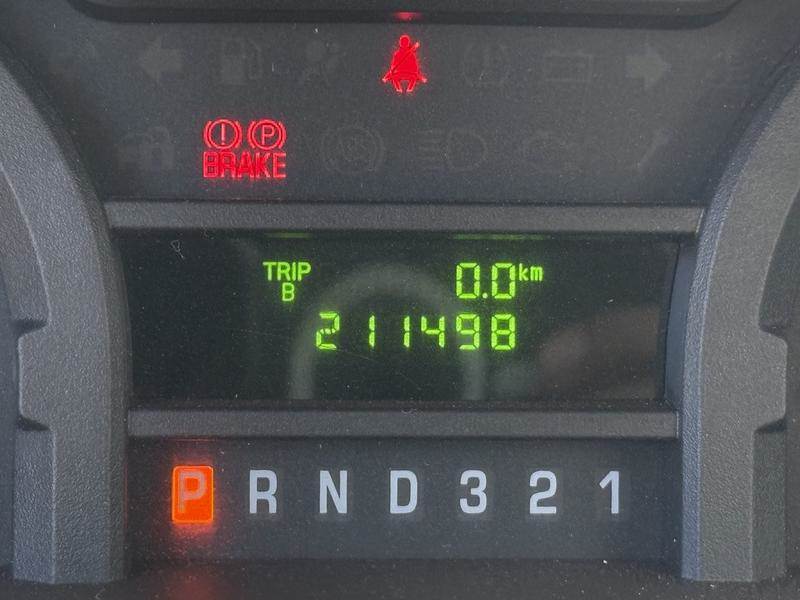 (!) (P)
BRAKE
TRIP 0.0 km
B
211498
P R N D 3 2 1